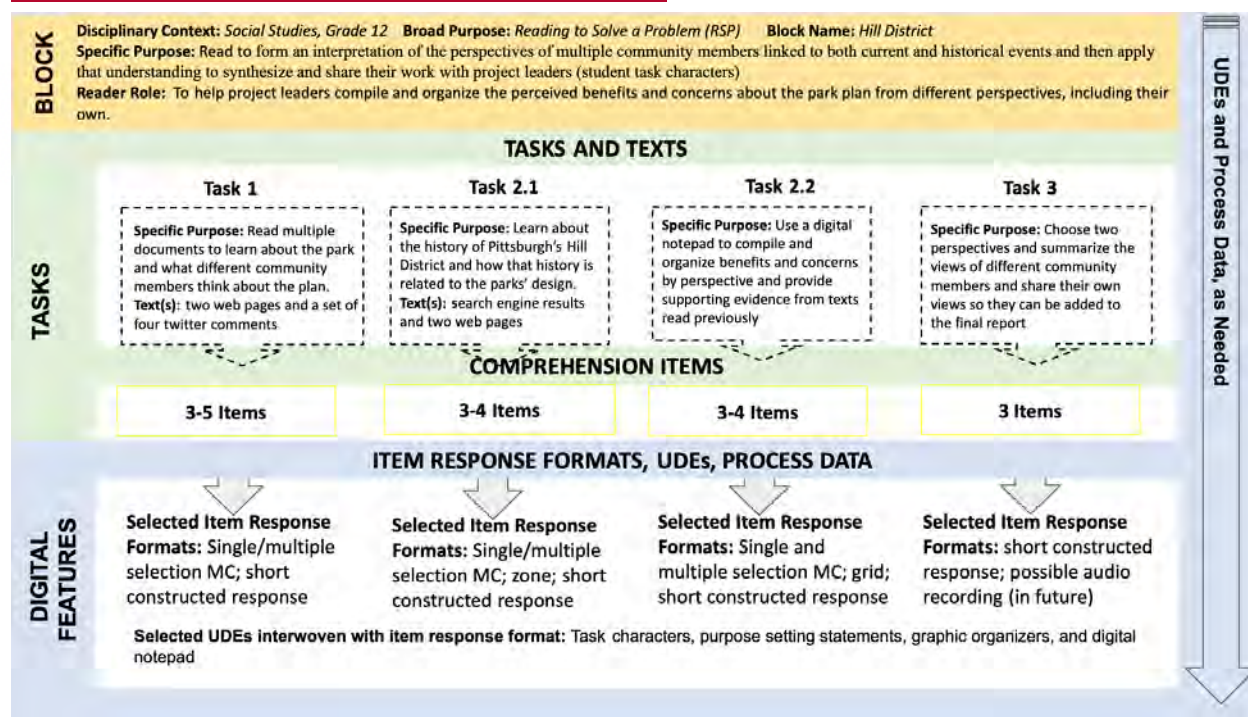 BLOCK
Disciplinary Context: Social Studies, Grade 12 Broad Purpose: Reading to Solve a Problem (RSP) Block Name: Hill District
Specific Purpose: Read to form an interpretation of the perspectives of multiple community members linked to both current and historical events and then apply
that understanding to synthesize and share their work with project leaders (student task characters)
Reader Role: To help project leaders compile and organize the perceived benefits and concerns about the park plan from different perspectives, including their
own.
UDEs and Process Data, as Needed
TASKS
TASKS AND TEXTS
Task 1
Specific Purpose: Read multiple
documents to learn about the park
and what different community
members think about the plan.
Text(s): two web pages and a set of
four twitter comments
Task 2.1
Specific Purpose: Learn about
the history of Pittsburgh's Hill
District and how that history is
related to the parks' design.
Text(s): search engine results
and two web pages
Task 2.2
Specific Purpose: Use a digital
notepad to compile and
organize benefits and concerns
by perspective and provide
supporting evidence from texts
read previously
Task 3
Specific Purpose: Choose two
perspectives and summarize the
views of different community
members and share their own
views so they can be added to
the final report
COMPREHENSION ITEMS
3-5 Items
3-4 Items
3-4 Items
3 Items
DIGITAL
FEATURES
ITEM RESPONSE FORMATS, UDEs, PROCESS DATA
Selected Item Response
Formats: Single/multiple
selection MC; short
constructed response
Selected Item Response
Formats: Single/multiple
selection MC; zone; short
constructed response
Selected Item Response
Formats: Single and
multiple selection MC; grid;
short constructed response
Selected Item Response
Formats: short constructed
response; possible audio
recording (in future)
Selected UDEs interwoven with item response format: Task characters, purpose setting statements, graphic organizers, and digital
notepad